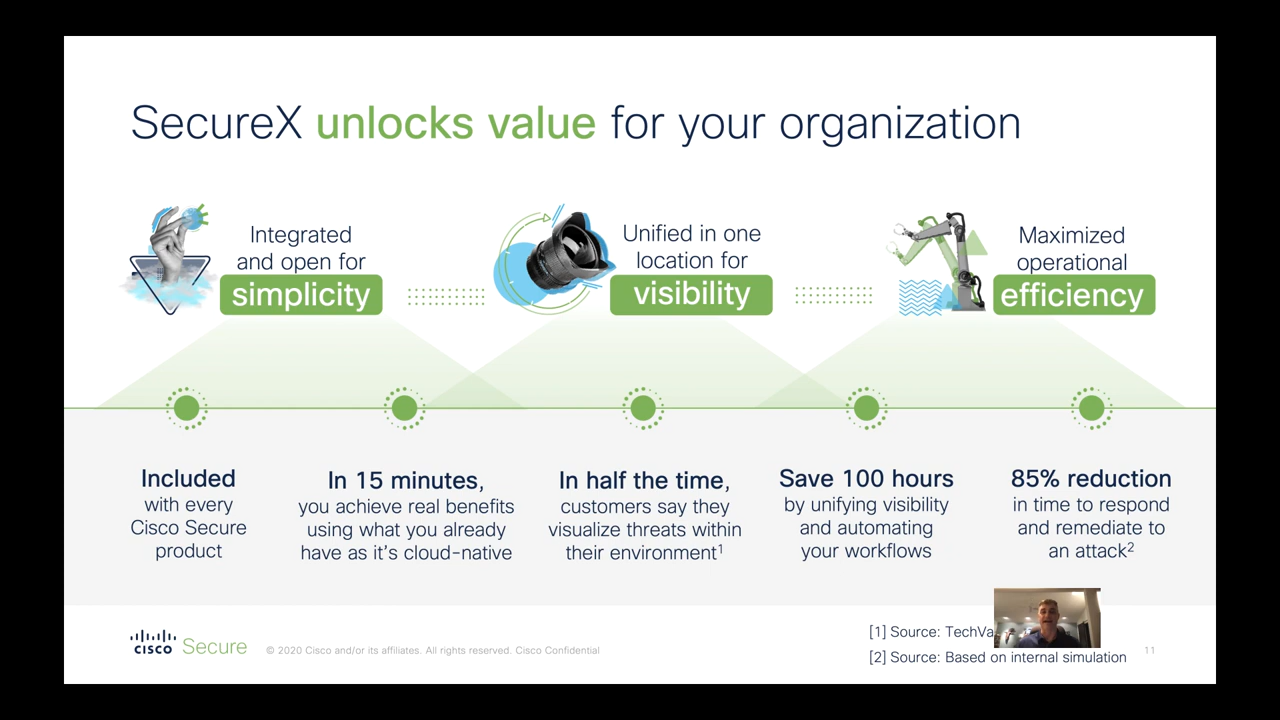 SecureX unlocks value for your organization
Integrated
and open for
simplicity
Unified in one
location for
visibility
Maximized
operational
efficiency
Included
with every
Cisco Secure
product
In 15 minutes,
you achieve real benefits
using what you already
have as it's cloud-native
In half the time,
customers say they
visualize threats within
their environment¹
Save 100 hours
by unifying visibility
and automating
your workflows
85% reduction
in time to respond
and remediate to
an attack²
CISCO Secure
© 2020 Cisco and/or its affiliates. All rights reserved. Cisco Confidential
[1] Source:
[2] Source: Based on internal simulation
11